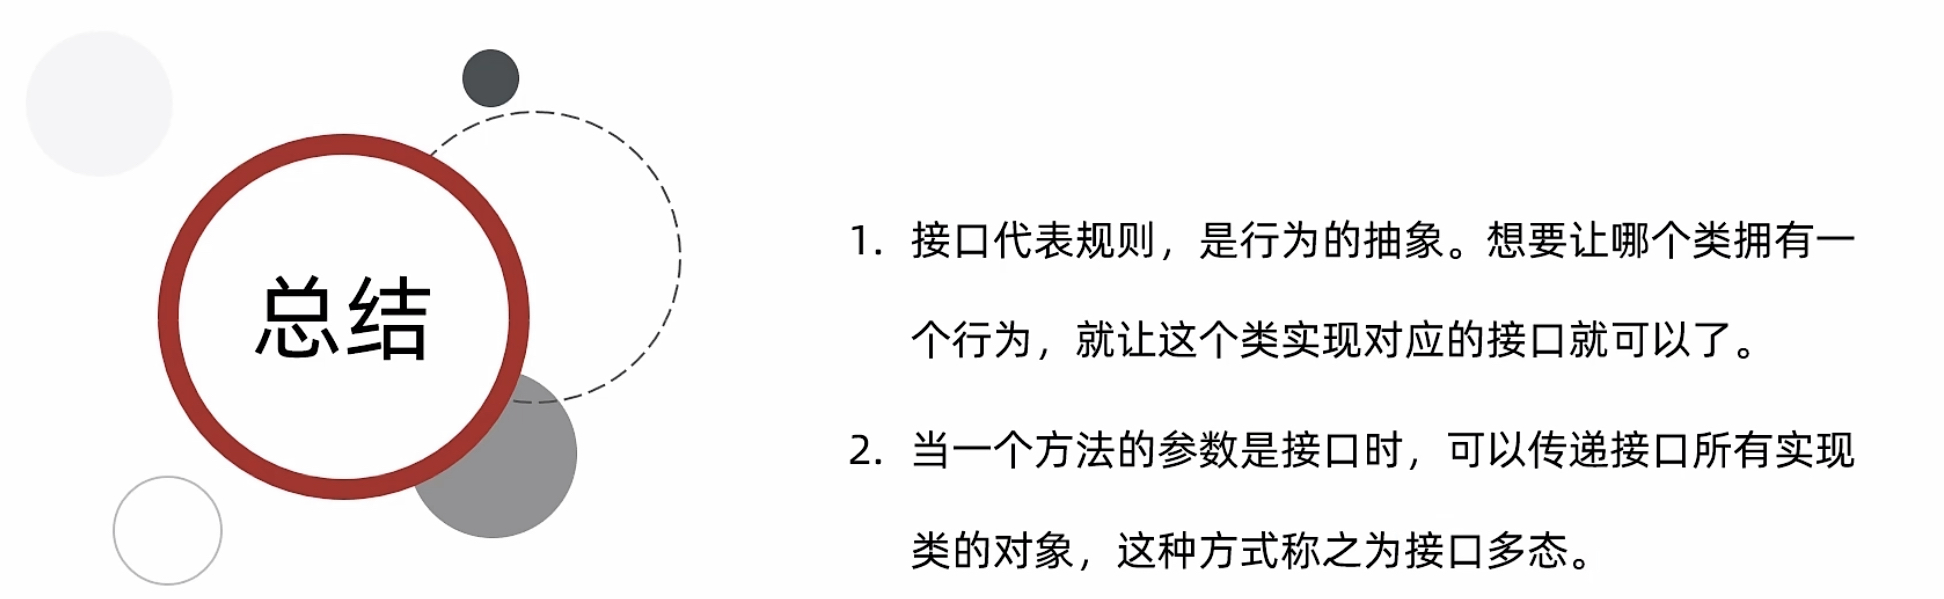 总结
1. 接口代表规则，是行为的抽象。想要让哪个类拥有一
个行为，就让这个类实现对应的接口就可以了。
2. 当一个方法的参数是接口时，可以传递接口所有实现
类的对象，这种方式称之为接口多态。